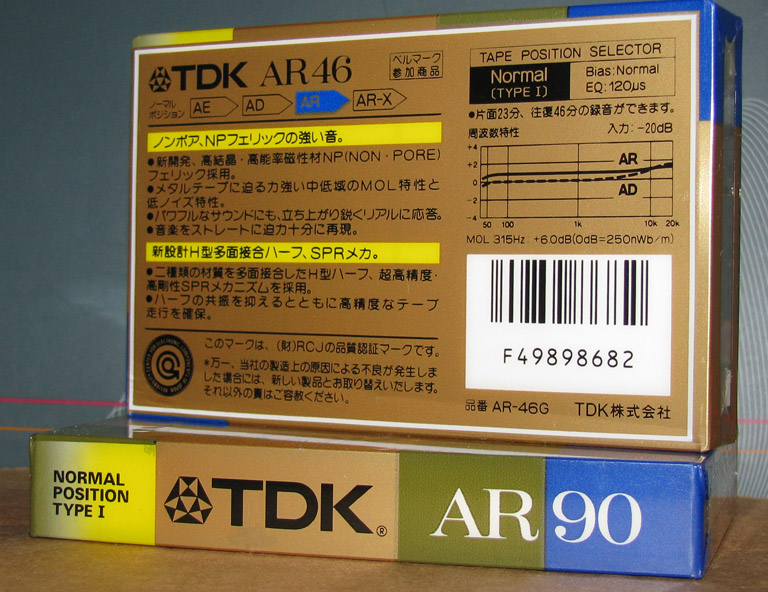 TDK AR46
ベルマーク
参加商品
ノーマル
ポジション
AE
AD
AR
AR-X
ノンポア、NPフェリックの強い音。
●新開発、高結晶・高能率磁性材NP(NON・PORE)
フェリック採用。
●メタルテープに迫る力強い中低域のMOL特性と
低ノイズ特性。
●パワフルなサウンドにも、立ち上がり鋭くリアルに応答。
●音楽をストレートに迫力十分に再現。
新設計H型多面接合ハーフ、SPRメカ。
●二種類の材質を多面接合したH型ハーフ、超高精度・
高剛性SPRメカニズムを採用。
●ハーフの共振を抑えるとともに高精度なテープ
走行を確保。
このマークは、(財)RCJの品質認証マークです。
*万一、当社の製造上の原因による不良が発生しま
した場合には、新しい製品とお取り替えいたします。
それ以外の責はご容赦ください。
TAPE POSITION SELECTOR
Normal
(TYPE I)
Bias:Normal
EQ:120μs
●片面23分、往復46分の録音ができます。
周波数特性
入力:-20dB
+4
+2
0
-2
-4
AR
AD
50 100 1k 10k 20k
MOL 315Hz:+6.0dB(0dB=250nWb/m)
F49898682
品番 AR-46G TDK株式会社
NORMAL
POSITION
TYPE I
TDK®
AR 90